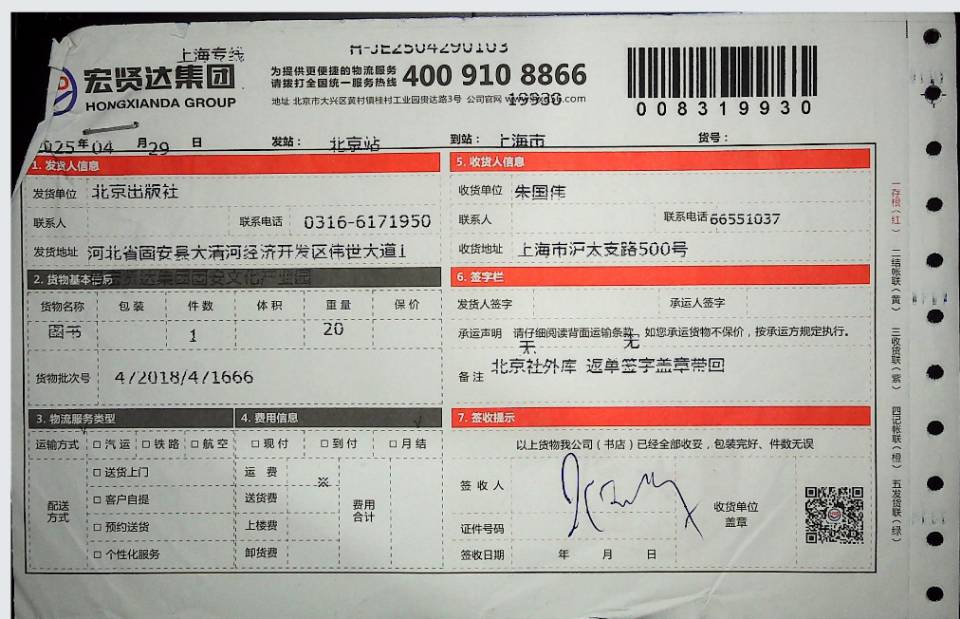 上海专线
H-JE2504290103
宏贤达集团
HONGXIANDA GROUP
为提供更便捷的物流服务
请拨打全国统一服务热线 400 910 8866
地址 北京市大兴区黄村镇桂村工业园贵达路3号 公司官网
008319930
2025 年 04 月 29 日 发站： 北京站 到站： 上海市 货号：
1. 发货人信息
发货单位 北京出版社
联系人 联系电话 0316-6171950
发货地址 河北省固安县大清河经济开发区伟世大道1
5. 收货人信息
收货单位 朱国伟
联系人 联系电话 66551037
收货地址 上海市沪太支路500号
2. 货物基本信息
货物名称 包装 件数 体积 重量 保价
图书 1 20
货物批次号 4/2018/4/1666
6. 签字栏
发货人签字 承运人签字
承运声明 请仔细阅读背面运输条款，如您承运货物不保价，按承运方规定执行。
无 无
备注 北京社外库 返单签字盖章带回
3. 物流服务类型
运输方式 □ 汽运 □ 铁路 □ 航空
配送方式
□ 送货上门
□ 客户自提
□ 预约送货
□ 个性化服务
4. 费用信息
□ 现付 □ 到付 □ 月结
运费 ※
送货费
上楼费
卸货费
费用合计
7. 签收提示
以上货物我公司（书店）已经全部收妥，包装完好、件数无误
签收人
证件号码
收货单位
盖章
签收日期 年 月 日
一存根（红）
二结帐联（黄）
三收货联（紫）
四记帐联（橙）
五发货联（绿）